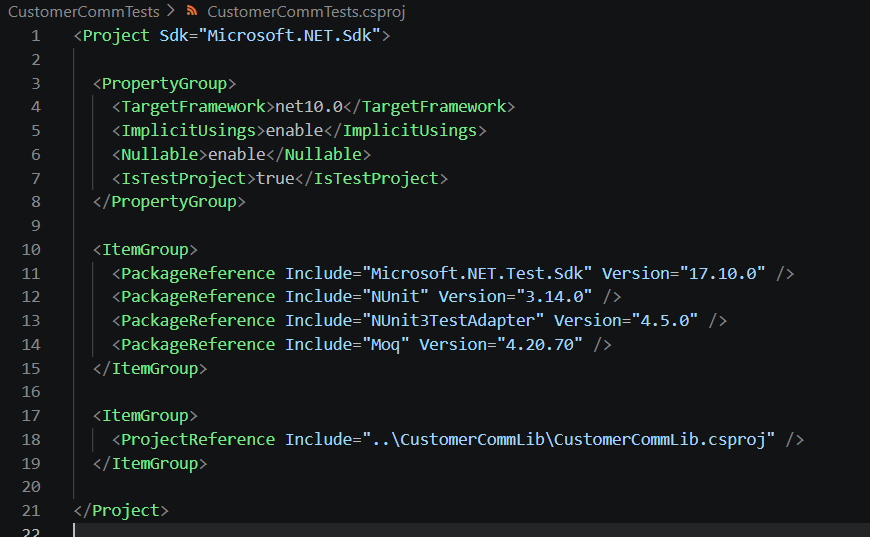 CustomerCommTests > CustomerCommTests.csproj
1 <Project Sdk="Microsoft.NET.Sdk">
2
3 <PropertyGroup>
4 <TargetFramework>net10.0</TargetFramework>
5 <ImplicitUsings>enable</ImplicitUsings>
6 <Nullable>enable</Nullable>
7 <IsTestProject>true</IsTestProject>
8 </PropertyGroup>
9
10 <ItemGroup>
11 <PackageReference Include="Microsoft.NET.Test.Sdk" Version="17.10.0" />
12 <PackageReference Include="NUnit" Version="3.14.0" />
13 <PackageReference Include="NUnit3TestAdapter" Version="4.5.0" />
14 <PackageReference Include="Moq" Version="4.20.70" />
15 </ItemGroup>
16
17 <ItemGroup>
18 <ProjectReference Include="..\CustomerCommLib\CustomerCommLib.csproj" />
19 </ItemGroup>
20
21 </Project>
22